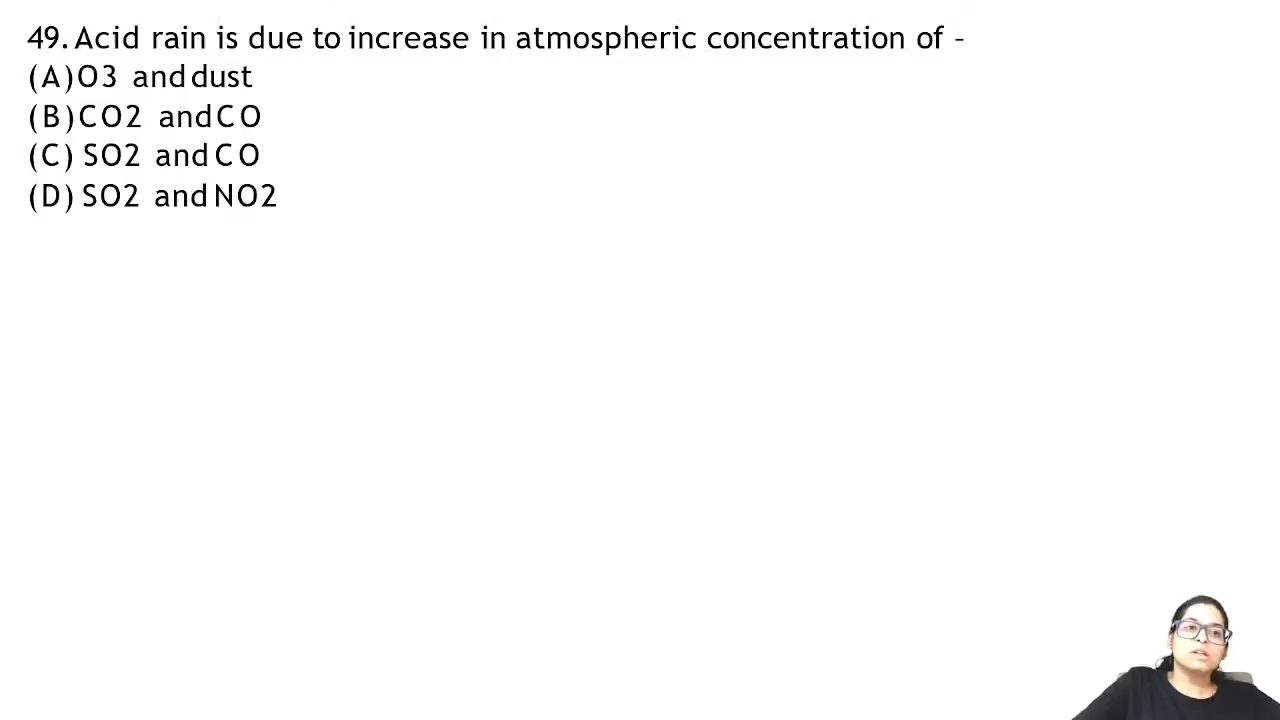 49. Acid rain is due to increase in atmospheric concentration of –
(A) O3 and dust
(B) CO2 and CO
(C) SO2 and CO
(D) SO2 and NO2